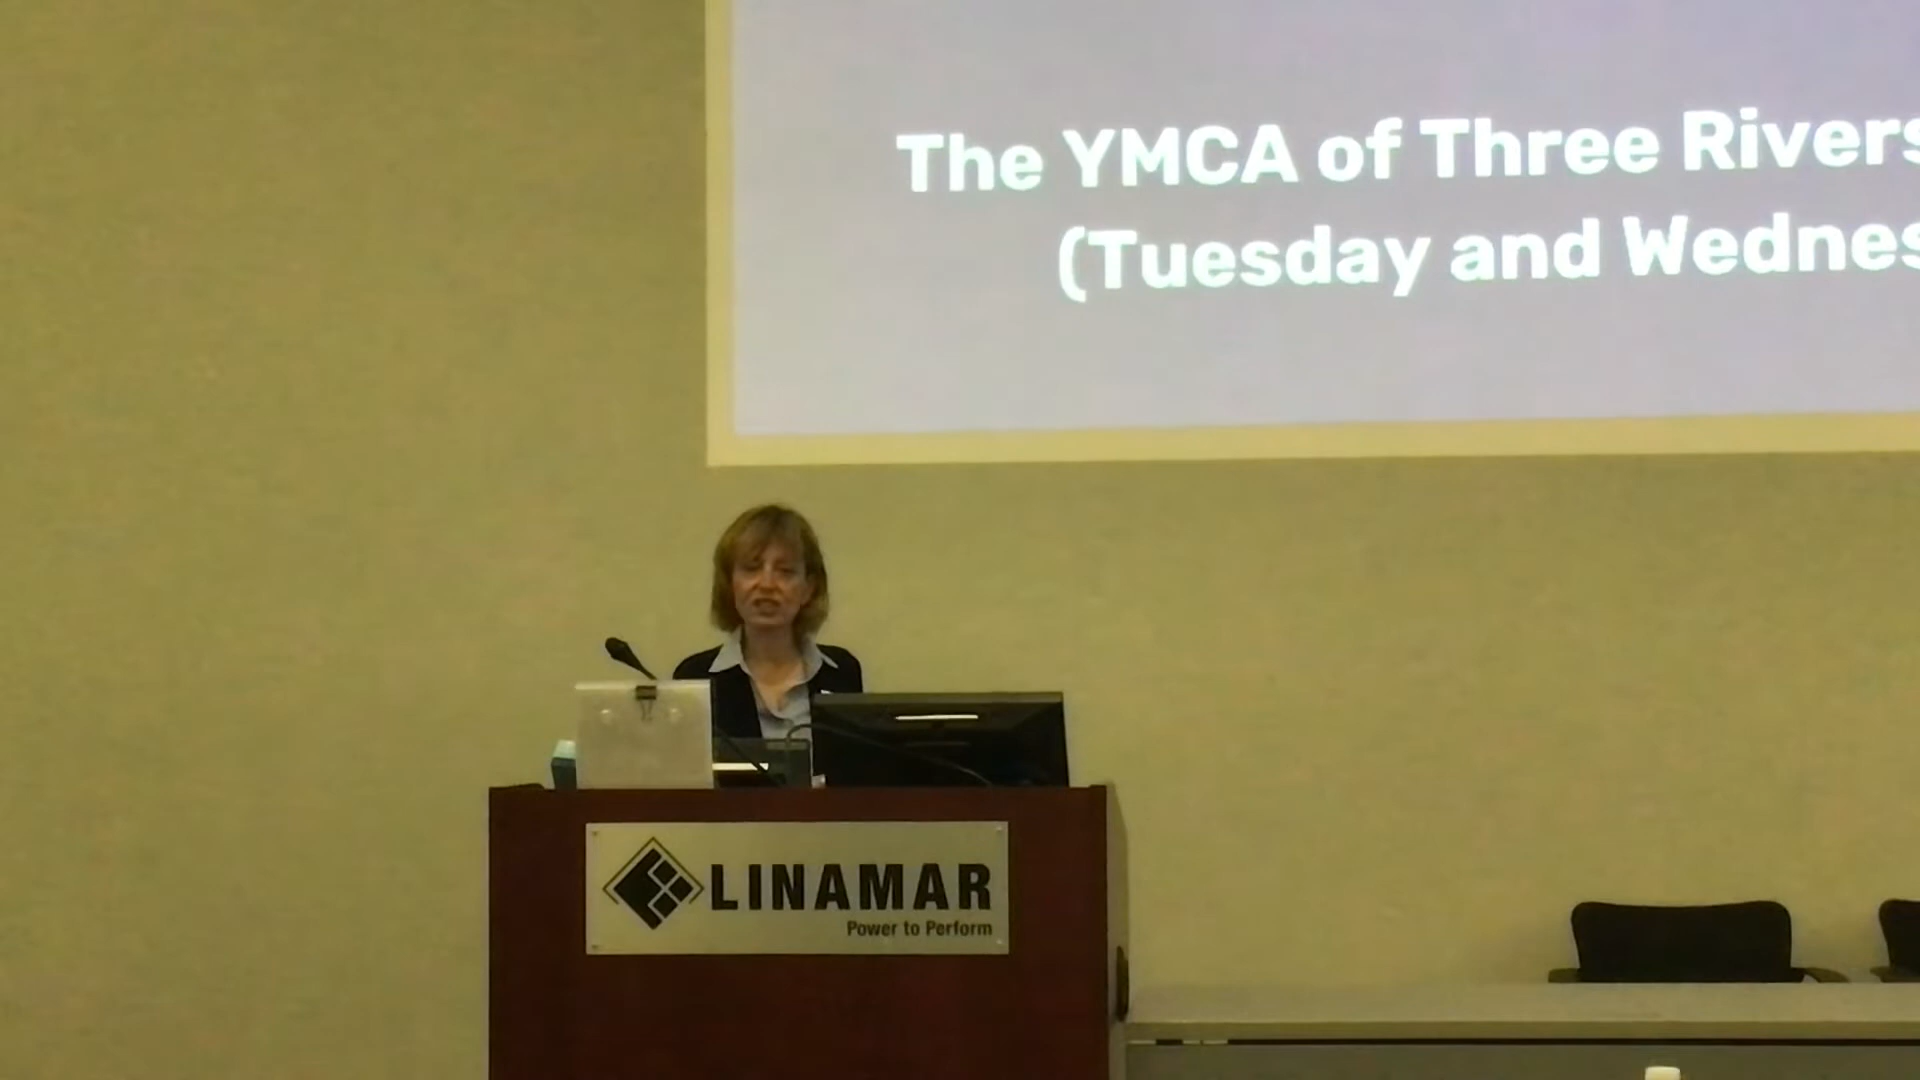 The YMCA of Three Rivers
(Tuesday and Wednes
LINAMAR
Power to Perform